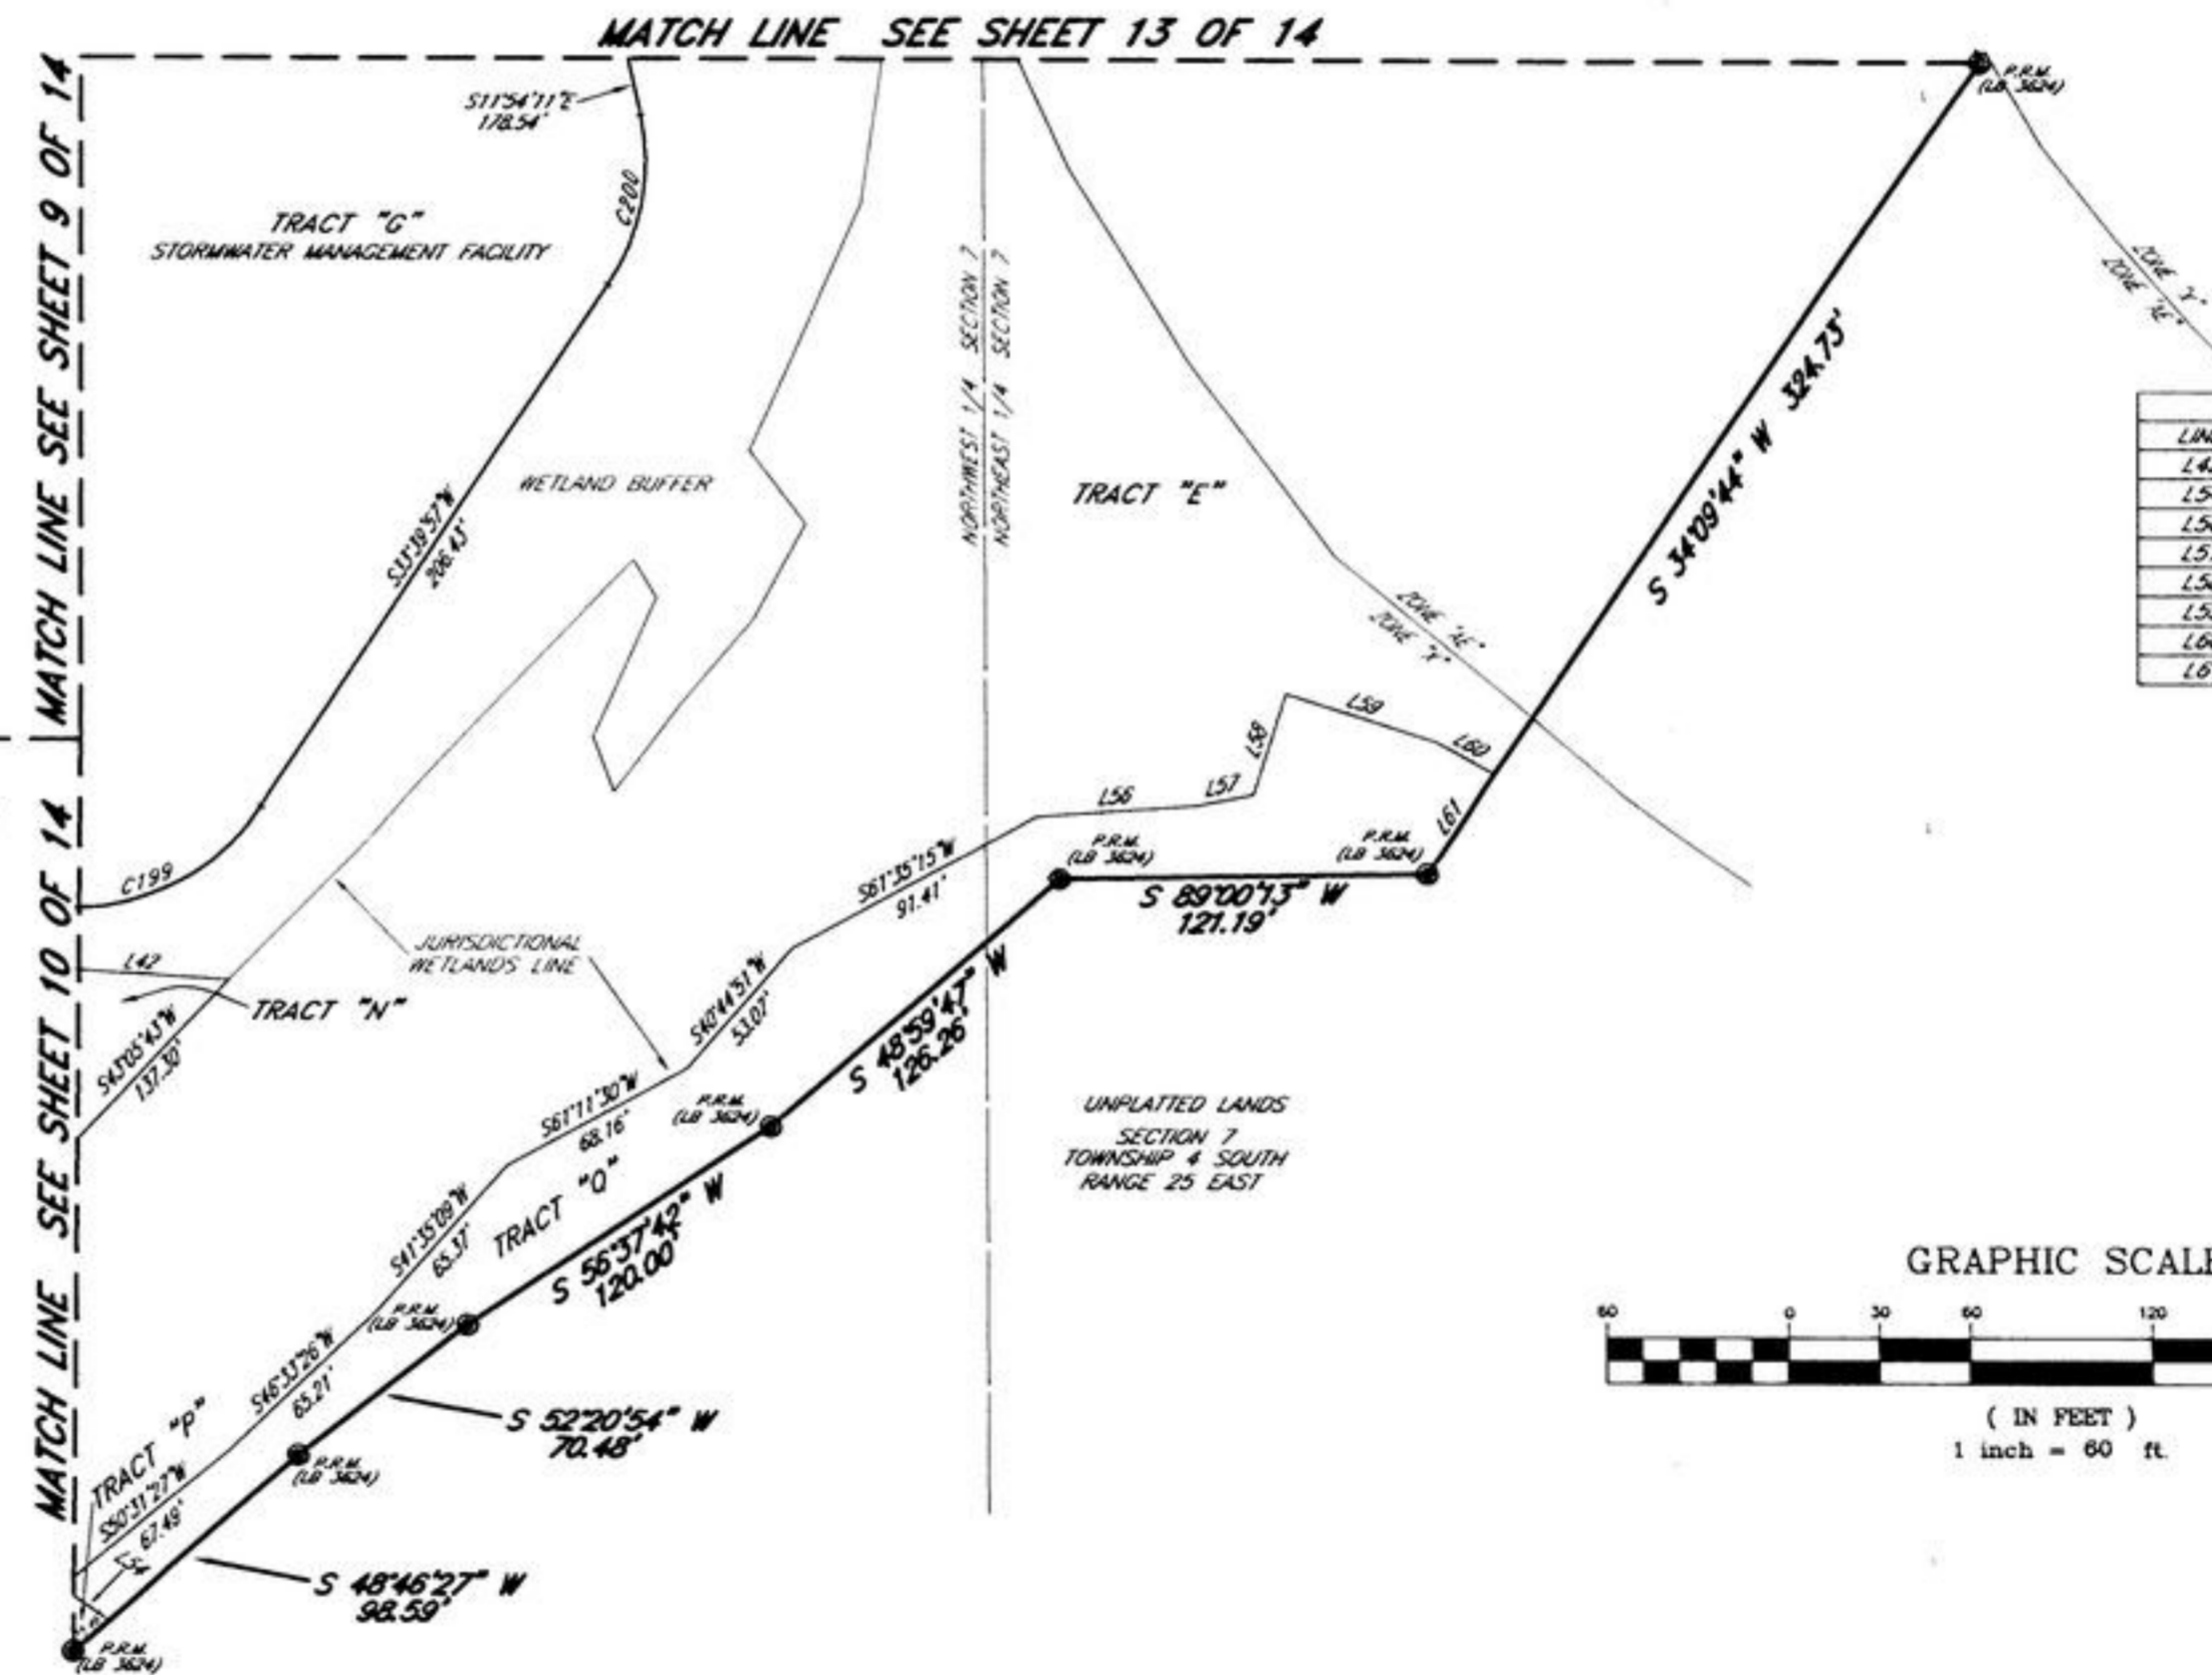 MATCH LINE SEE SHEET 13 OF 14
MATCH LINE SEE SHEET 9 OF 14
MATCH LINE SEE SHEET 10 OF 14
P.R.M.
(LB 3624)
S11°54'11"E
178.54'
C200
TRACT "G"
STORMWATER MANAGEMENT FACILITY
NORTHWEST 1/4 SECTION 7
NORTHEAST 1/4 SECTION 7
ZONE "X"
ZONE "AE"
S 34°09'44" W 324.73'
S33°39'57"W
206.43'
WETLAND BUFFER
TRACT "E"
ZONE "AE"
ZONE "X"
L59
L58
L60
L57
L56
L61
P.R.M.
(LB 3624)
P.R.M.
(LB 3624)
S 89°00'13" W
121.19'
S61°35'15"W
91.41'
C199
JURISDICTIONAL
WETLANDS LINE
L42
TRACT "N"
S43°05'43"W
137.30'
S40°44'51"W
53.07'
S 48°59'47" W
126.26'
S61°11'30"W
68.16'
P.R.M.
(LB 3624)
UNPLATTED LANDS
SECTION 7
TOWNSHIP 4 SOUTH
RANGE 25 EAST
TRACT "Q"
S41°35'09"W
65.37'
S 56°37'42" W
120.00'
P.R.M.
(LB 3624)
S46°33'26"W
65.21'
S 52°20'54" W
70.48'
P.R.M.
(LB 3624)
TRACT "P"
S50°31'27"W
67.49'
L54
S 48°46'27" W
98.59'
P.R.M.
(LB 3624)
GRAPHIC SCAL
60 0 30 60 120
( IN FEET )
1 inch = 60 ft.